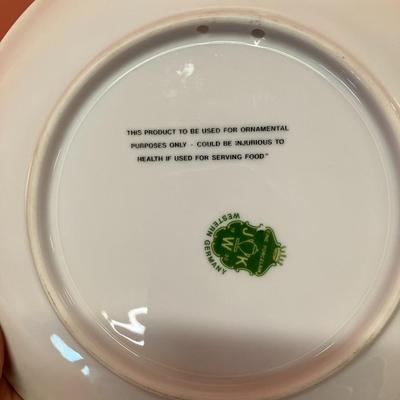 THIS PRODUCT TO BE USED FOR ORNAMENTAL
PURPOSES ONLY - COULD BE INJURIOUS TO
HEALTH IF USED FOR SERVING FOOD"
JK
W
WESTERN GERMANY